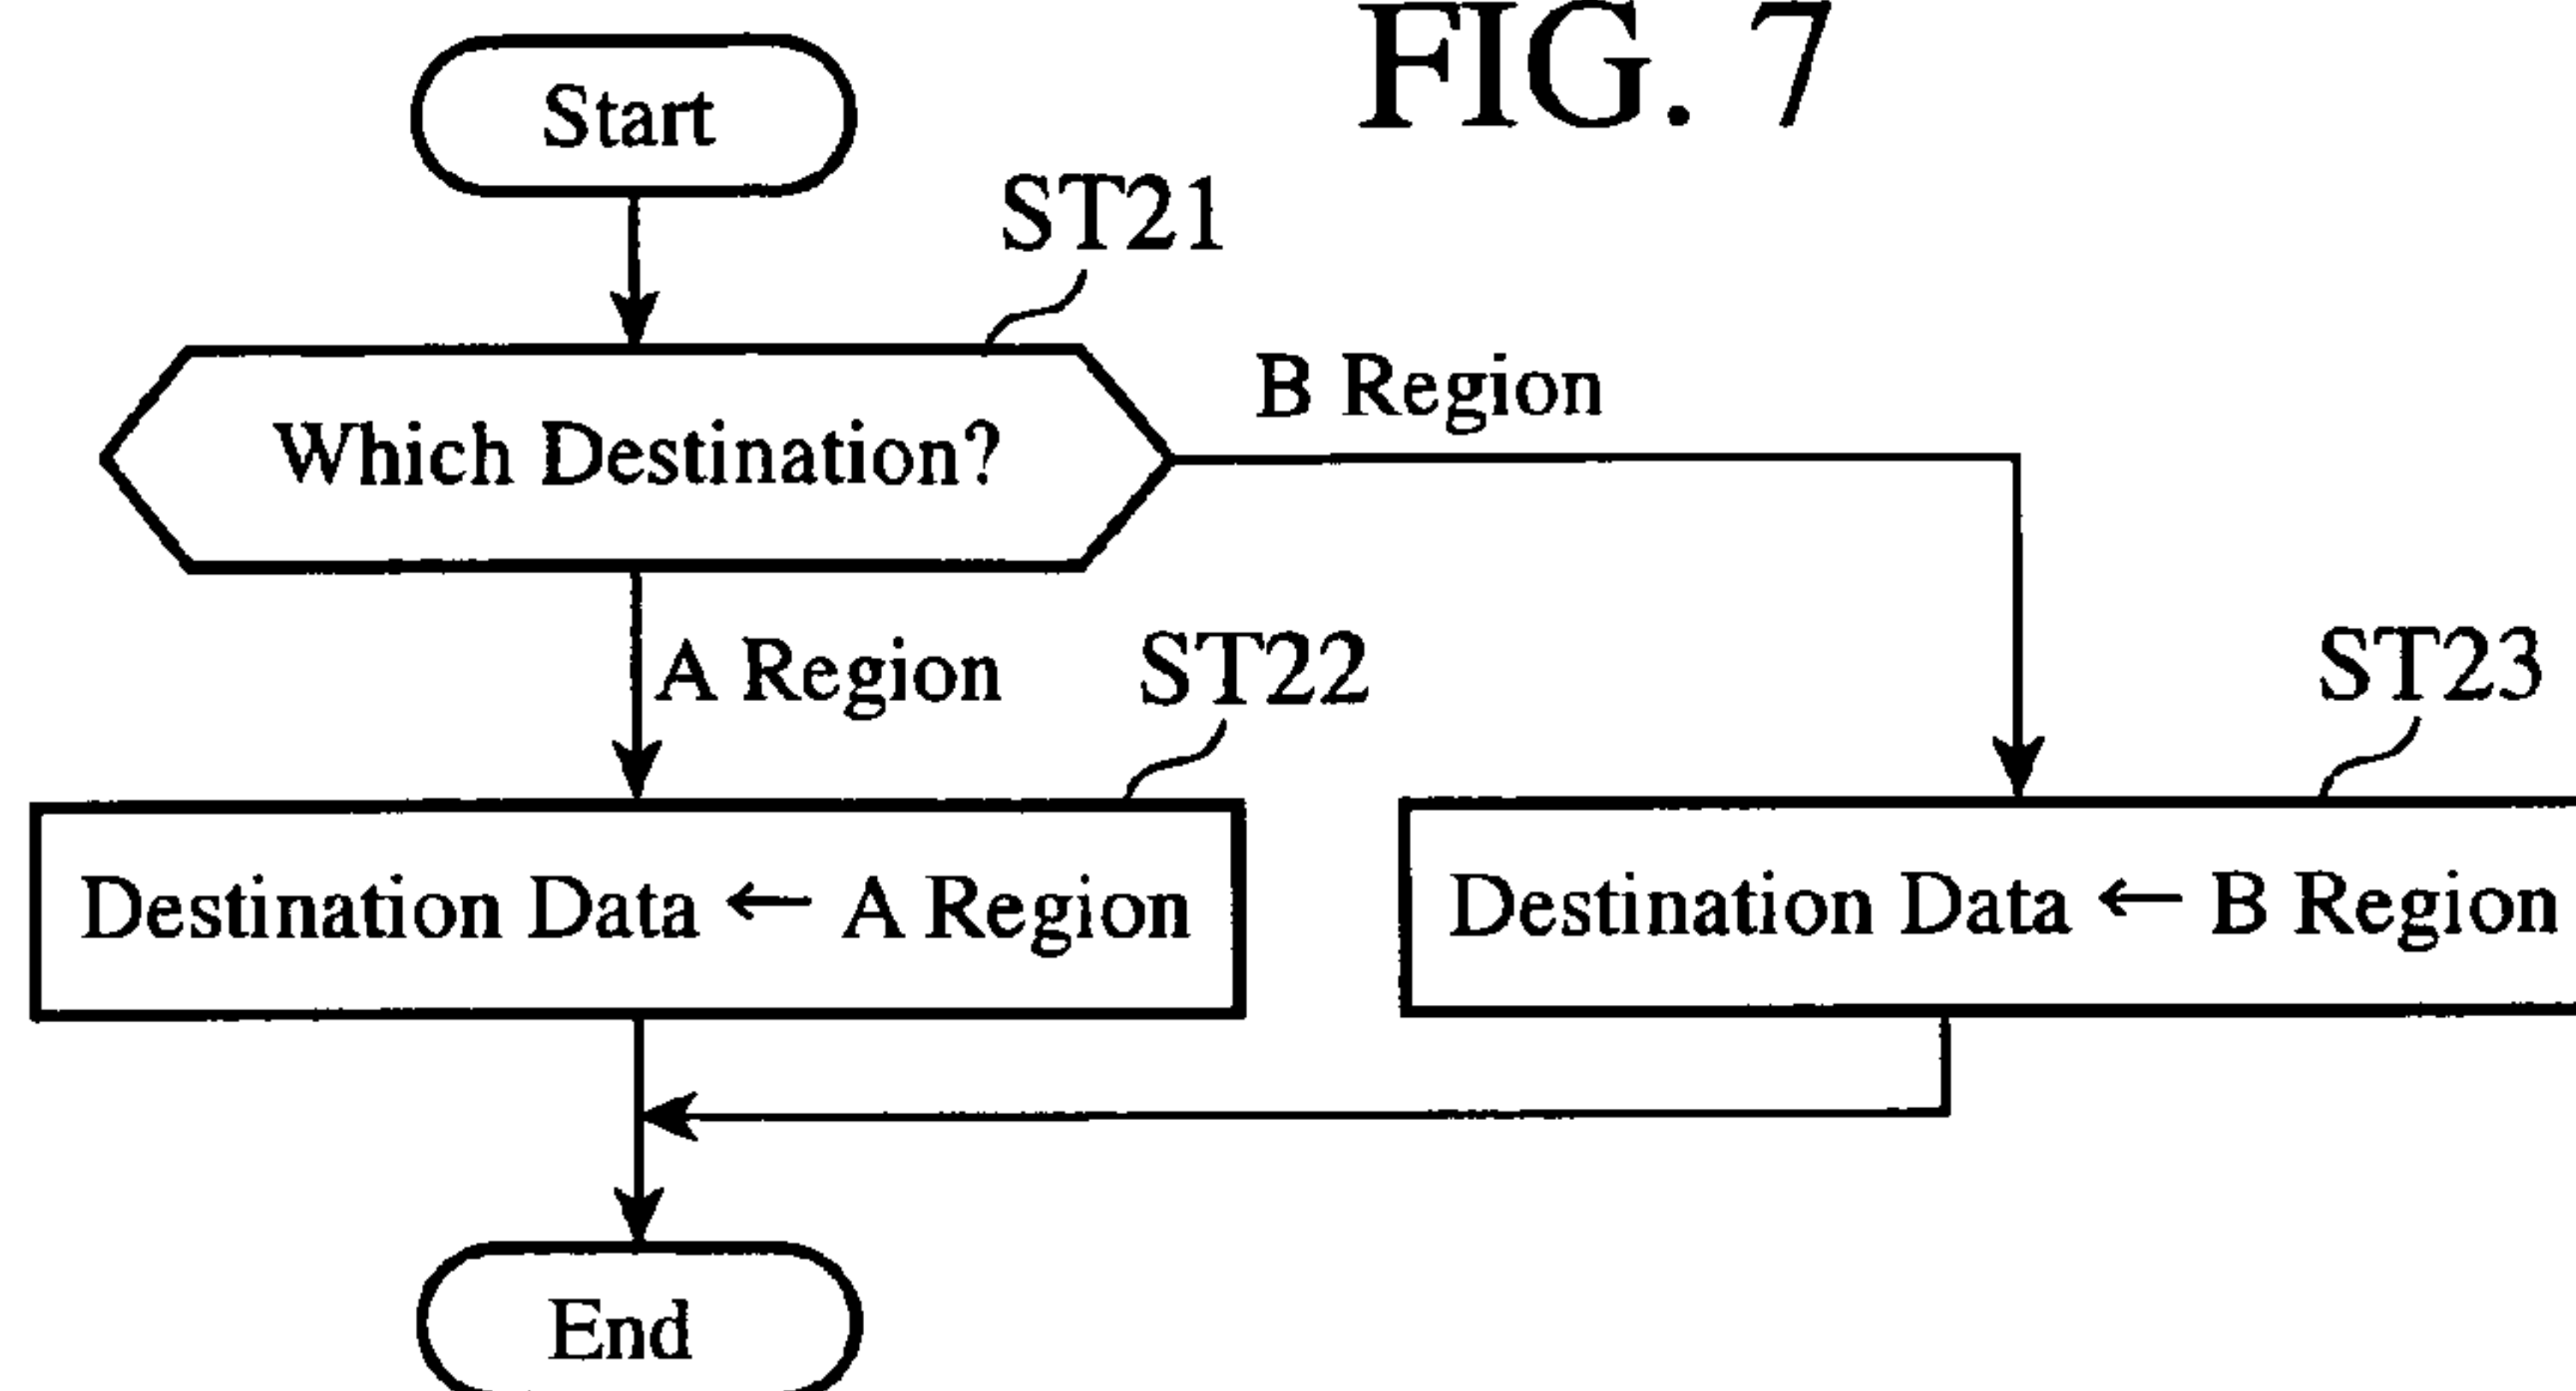 FIG. 7
Start
ST21
Which Destination?
B Region
A Region
ST22
ST23
Destination Data ← A Region
Destination Data ← B Region
End